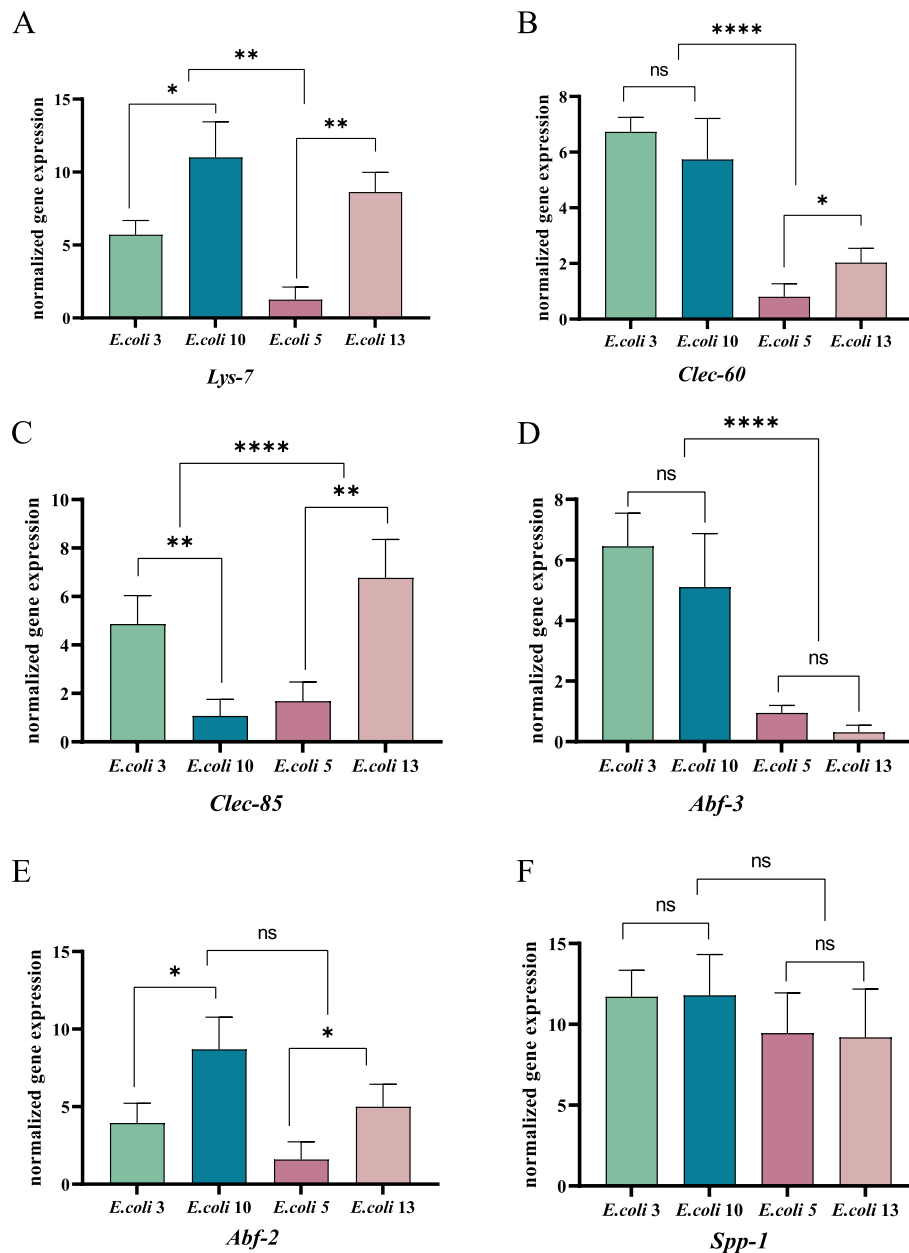 A
**
*
**
normalized gene expression
15
10
5
0
E.coli 3 E.coli 10 E.coli 5 E.coli 13
Lys-7
B
****
ns
*
normalized gene expression
8
6
4
2
0
E.coli 3 E.coli 10 E.coli 5 E.coli 13
Clec-60
C
****
**
**
normalized gene expression
10
8
6
4
2
0
E.coli 3 E.coli 10 E.coli 5 E.coli 13
Clec-85
D
****
ns
ns
normalized gene expression
8
6
4
2
0
E.coli 3 E.coli 10 E.coli 5 E.coli 13
Abf-3
E
ns
*
*
normalized gene expression
15
10
5
0
E.coli 3 E.coli 10 E.coli 5 E.coli 13
Abf-2
F
ns
ns
ns
normalized gene expression
15
10
5
0
E.coli 3 E.coli 10 E.coli 5 E.coli 13
Spp-1